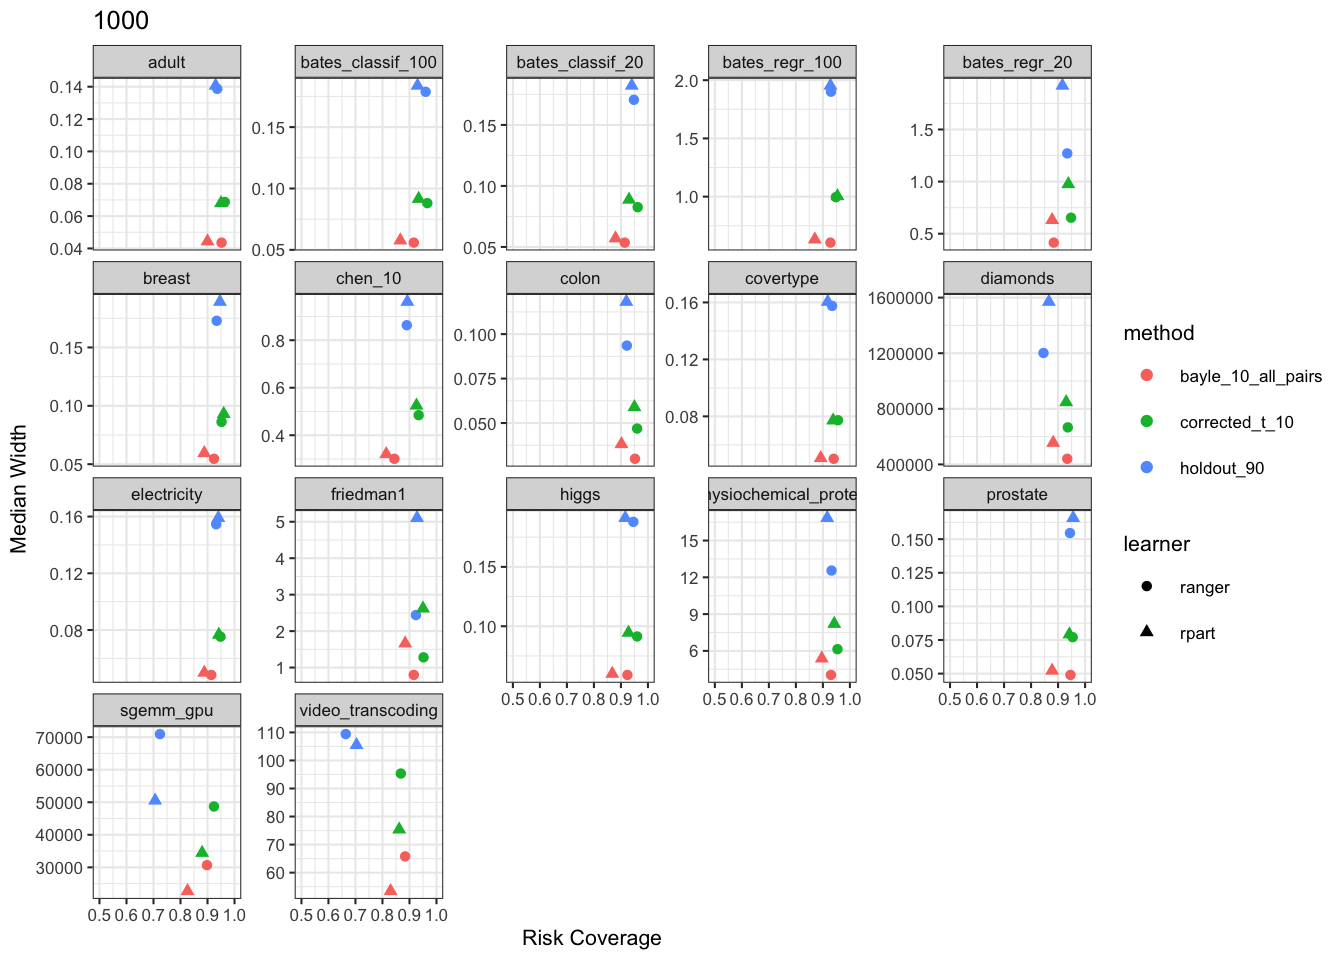 1000
adult bates_classif_100 bates_classif_20 bates_regr_100 bates_regr_20
0.14 0.12 0.10 0.08 0.06 0.04
0.15 0.10 0.05
0.15 0.10 0.05
2.0 1.5 1.0
1.5 1.0 0.5
breast chen_10 colon covertype diamonds
0.15 0.10 0.05
0.8 0.6 0.4
0.100 0.075 0.050
0.16 0.12 0.08
1600000 1200000 800000 400000
electricity friedman1 higgs hysiochemical_prote prostate
0.16 0.12 0.08
5 4 3 2 1
0.15 0.10
15 12 9 6
0.150 0.125 0.100 0.075 0.050
0.5 0.6 0.7 0.8 0.9 1.0
0.5 0.6 0.7 0.8 0.9 1.0
0.5 0.6 0.7 0.8 0.9 1.0
sgemm_gpu video_transcoding
70000 60000 50000 40000 30000
110 100 90 80 70 60
0.5 0.6 0.7 0.8 0.9 1.0
0.5 0.6 0.7 0.8 0.9 1.0
Risk Coverage
Median Width
method
bayle_10_all_pairs
corrected_t_10
holdout_90
learner
ranger
rpart